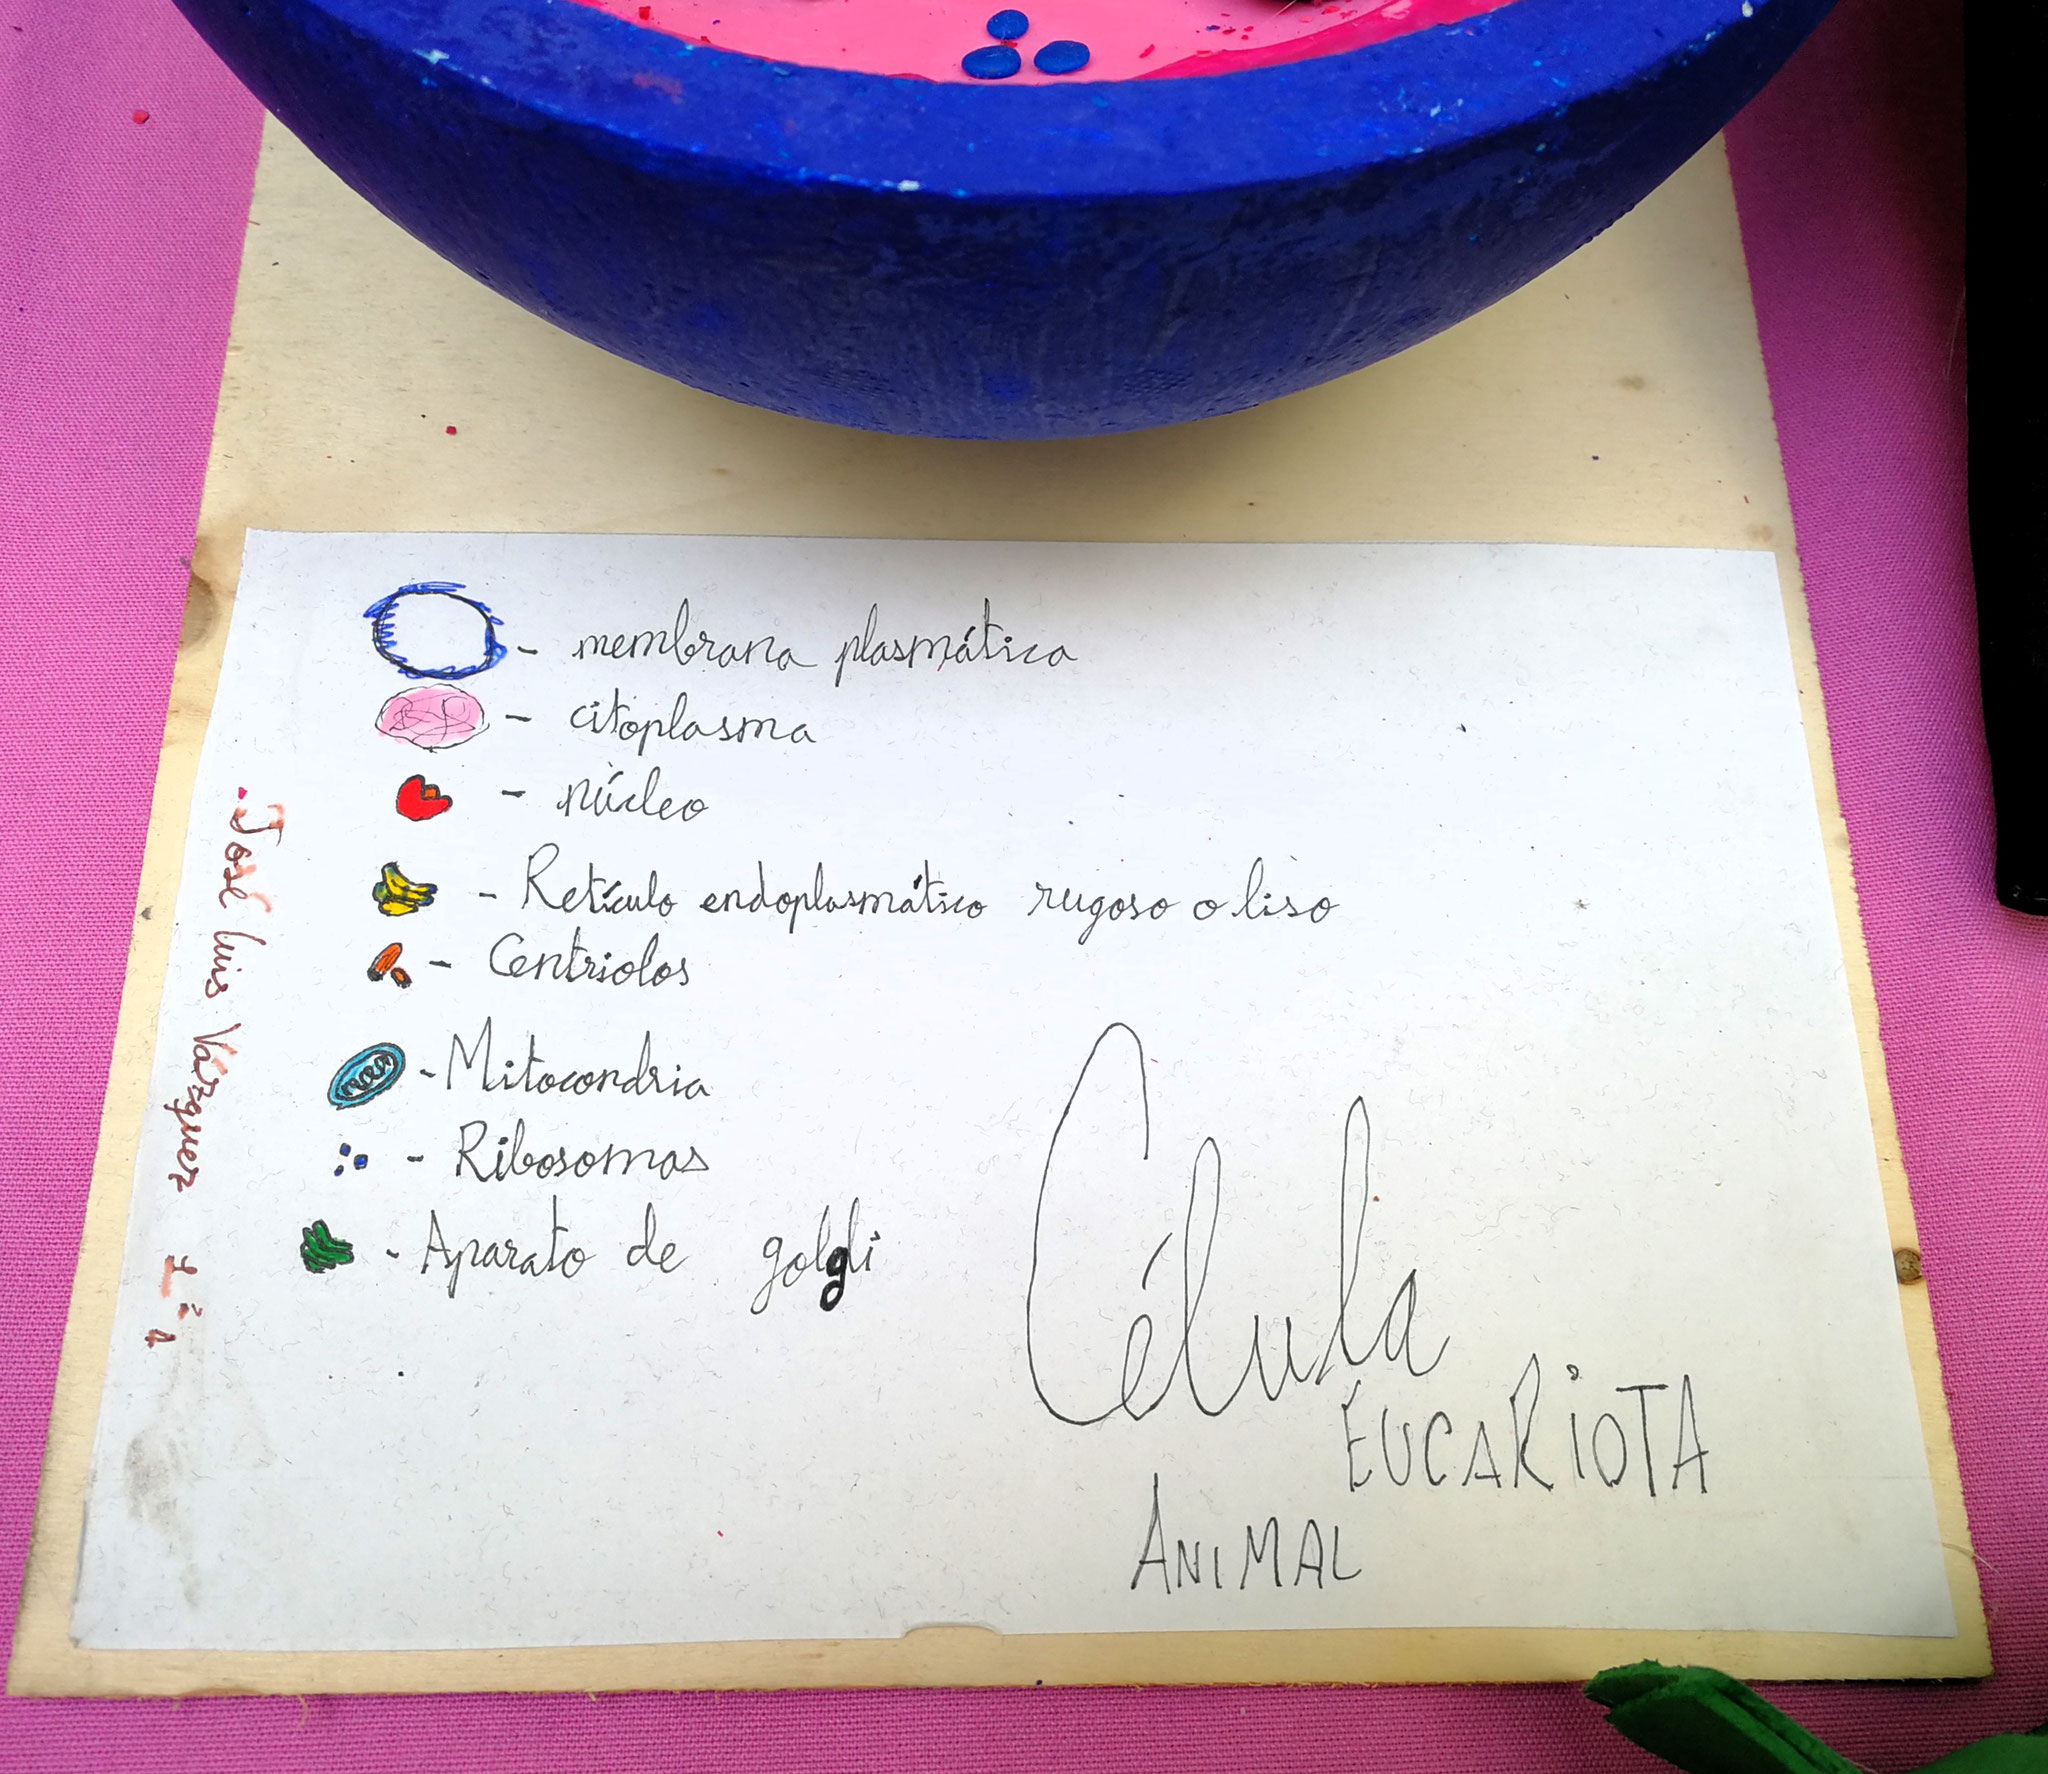 - membrana plasmática
- citoplasma
- núcleo
- Retículo endoplasmático rugoso o liso
- Centriolos
- Mitocondria
- Ribosomas
- Aparato de golgli
Célula
EUCARIOTA
ANIMAL
José luis Vázquez